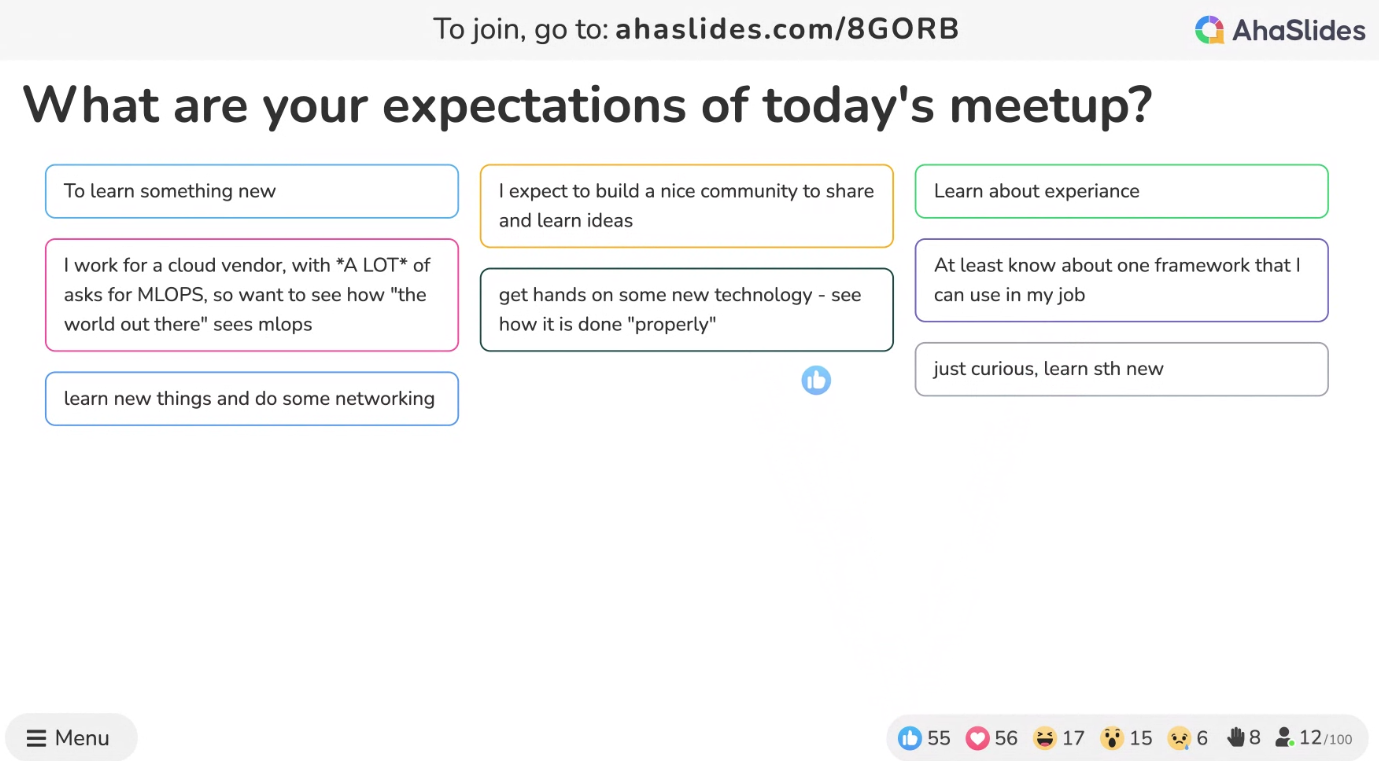 To join, go to: ahaslides.com/8GORB
AhaSlides
What are your expectations of today's meetup?
To learn something new
I work for a cloud vendor, with *A LOT* of
asks for MLOPS, so want to see how "the
world out there" sees mlops
learn new things and do some networking
I expect to build a nice community to share
and learn ideas
get hands on some new technology - see
how it is done "properly"
Learn about experiance
At least know about one framework that I
can use in my job
just curious, learn sth new
Menu
55 56 17 15 6 8 12/100